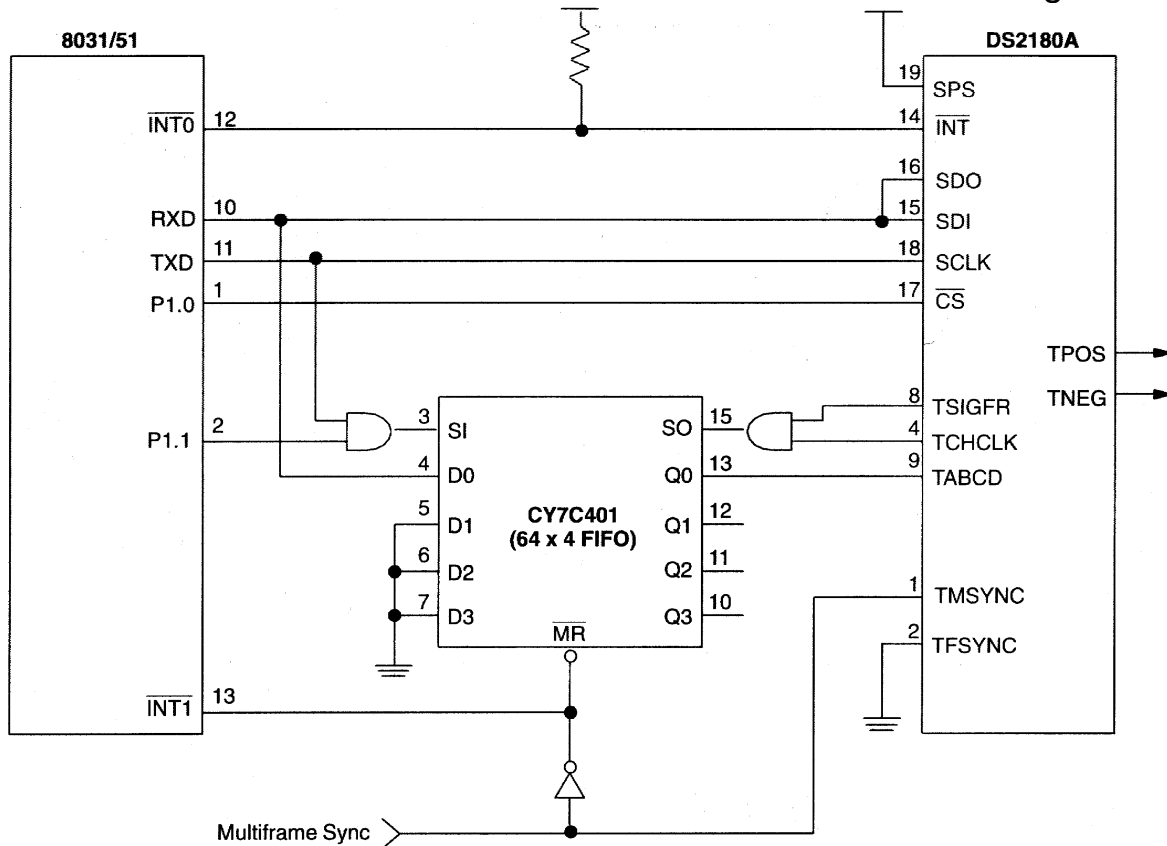 8031/51
DS2180A
INT0 12
RXD 10
TXD 11
P1.0 1
P1.1 2
INT1 13
19 SPS
14 INT
16 SDO
15 SDI
18 SCLK
17 CS
TPOS
TNEG
8 TSIGFR
4 TCHCLK
9 TABCD
1 TMSYNC
2 TFSYNC
3 SI
4 D0
5 D1
6 D2
7 D3
CY7C401
(64 x 4 FIFO)
MR
SO 15
Q0 13
Q1 12
Q2 11
Q3 10
Multiframe Sync